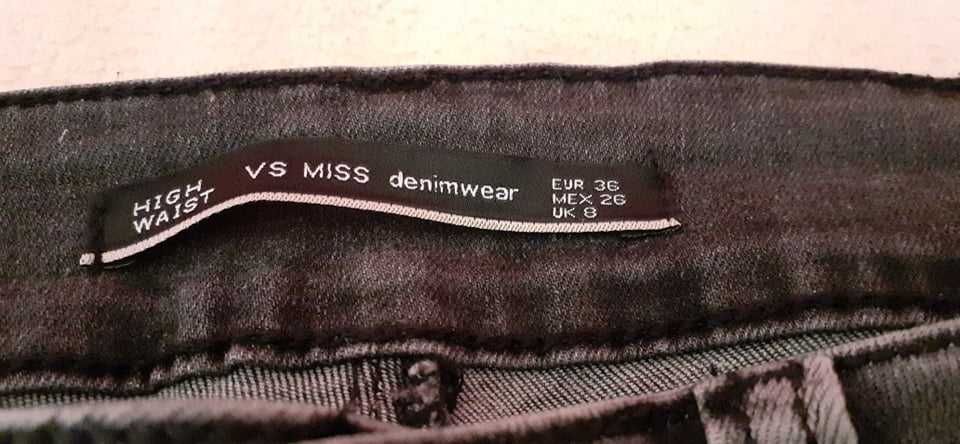 HIGH
WAIST
VS MISS denimwear
EUR 36
MEX 26
UK 8